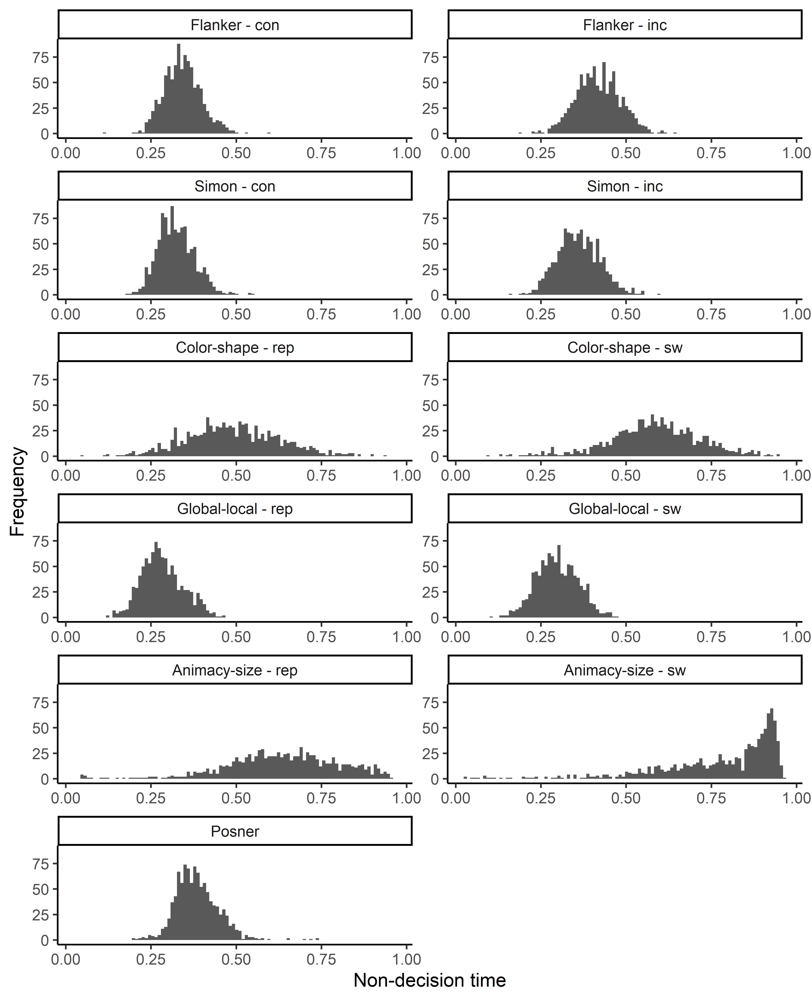 Flanker - con
Flanker - inc
75
50
25
0
0.00 0.25 0.50 0.75 1.00
75
50
25
0
0.00 0.25 0.50 0.75 1.00
Simon - con
Simon - inc
75
50
25
0
0.00 0.25 0.50 0.75 1.00
75
50
25
0
0.00 0.25 0.50 0.75 1.00
Color-shape - rep
Color-shape - sw
75
50
25
0
0.00 0.25 0.50 0.75 1.00
75
50
25
0
0.00 0.25 0.50 0.75 1.00
Frequency
Global-local - rep
Global-local - sw
75
50
25
0
0.00 0.25 0.50 0.75 1.00
75
50
25
0
0.00 0.25 0.50 0.75 1.00
Animacy-size - rep
Animacy-size - sw
75
50
25
0
0.00 0.25 0.50 0.75 1.00
75
50
25
0
0.00 0.25 0.50 0.75 1.00
Posner
75
50
25
0
0.00 0.25 0.50 0.75 1.00
Non-decision time